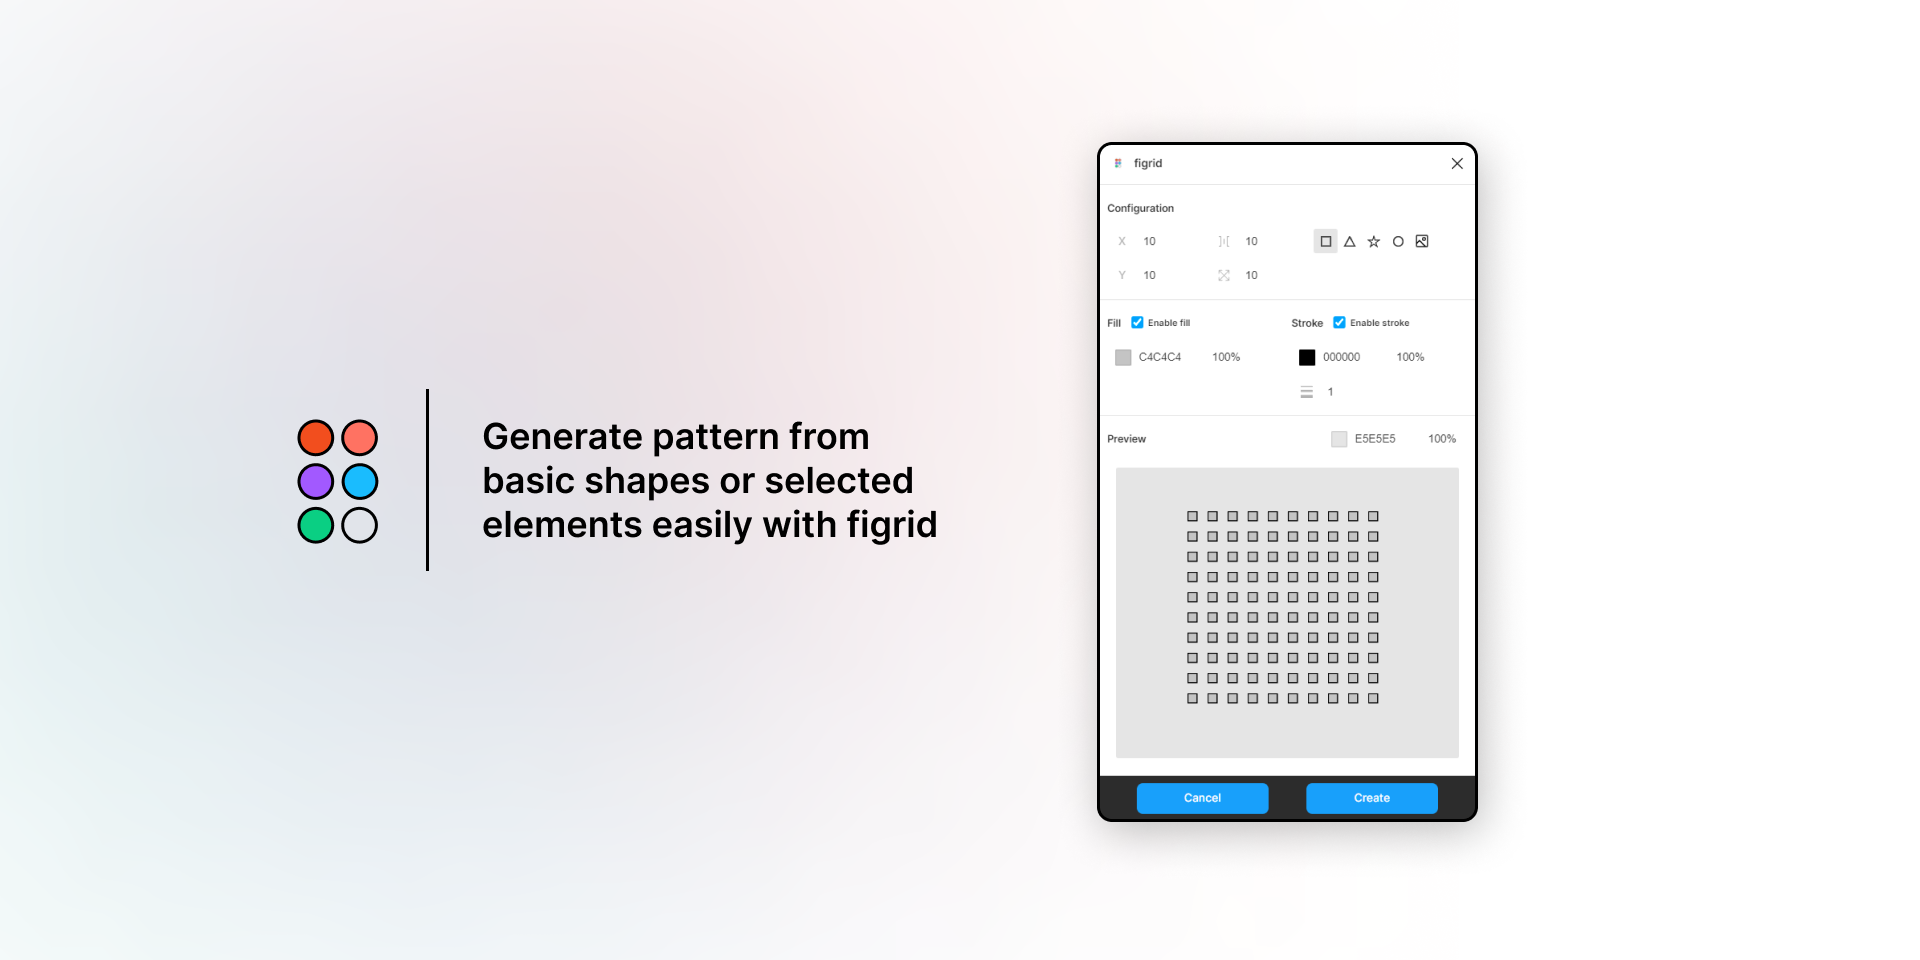 Generate pattern from
basic shapes or selected
elements easily with figrid
figrid
Configuration
X 10 10
Y 10 10
Fill Enable fill Stroke Enable stroke
C4C4C4 100% 000000 100%
1
Preview E5E5E5 100%
Cancel Create